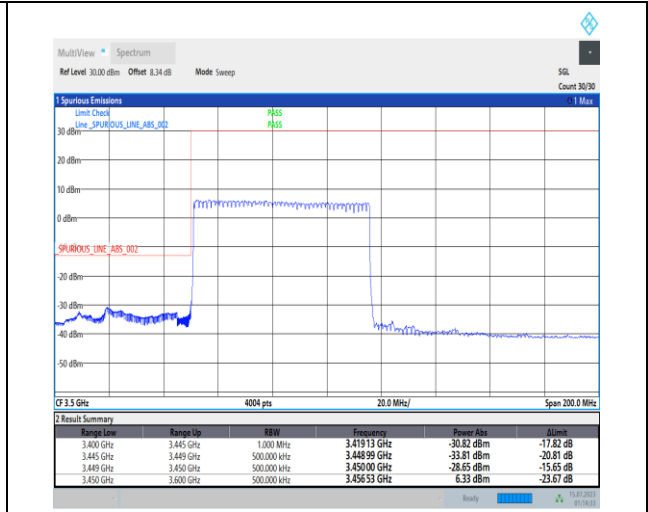 MultiView Spectrum
Ref Level 30.00 dBm Offset 8.34 dB Mode Sweep SGL
Count 30/30
1 Spurious Emissions 1 Max
Limit Check PASS
Line _SPURIOUS_LINE_ABS_002 PASS
30 dBm
20 dBm
10 dBm
0 dBm
_SPURIOUS_LINE_ABS_002
-20 dBm
-30 dBm
-40 dBm
-50 dBm
CF 3.5 GHz 4004 pts 20.0 MHz/ Span 200.0 MHz
2 Result Summary
Range Low Range Up RBW Frequency Power Abs ΔLimit
3.400 GHz 3.445 GHz 1.000 MHz 3.41913 GHz -30.82 dBm -17.82 dB
3.445 GHz 3.449 GHz 500.000 kHz 3.44899 GHz -33.81 dBm -20.81 dB
3.449 GHz 3.450 GHz 500.000 kHz 3.45000 GHz -28.65 dBm -15.65 dB
3.450 GHz 3.600 GHz 500.000 kHz 3.45653 GHz 6.33 dBm -23.67 dB
Ready 15.07.2023